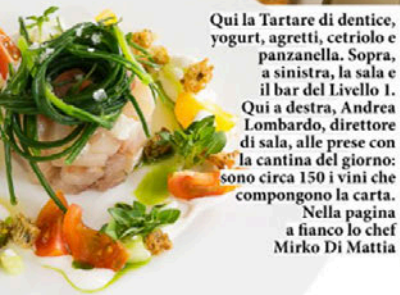 Qui la Tartare di dentice,
yogurt, agretti, cetriolo e
panzanella. Sopra,
a sinistra, la sala e
il bar del Livello 1.
Qui a destra, Andrea
Lombardo, direttore
di sala, alle prese con
la cantina del giorno:
sono circa 150 i vini che
compongono la carta.
Nella pagina
a fianco lo chef
Mirko Di Mattia